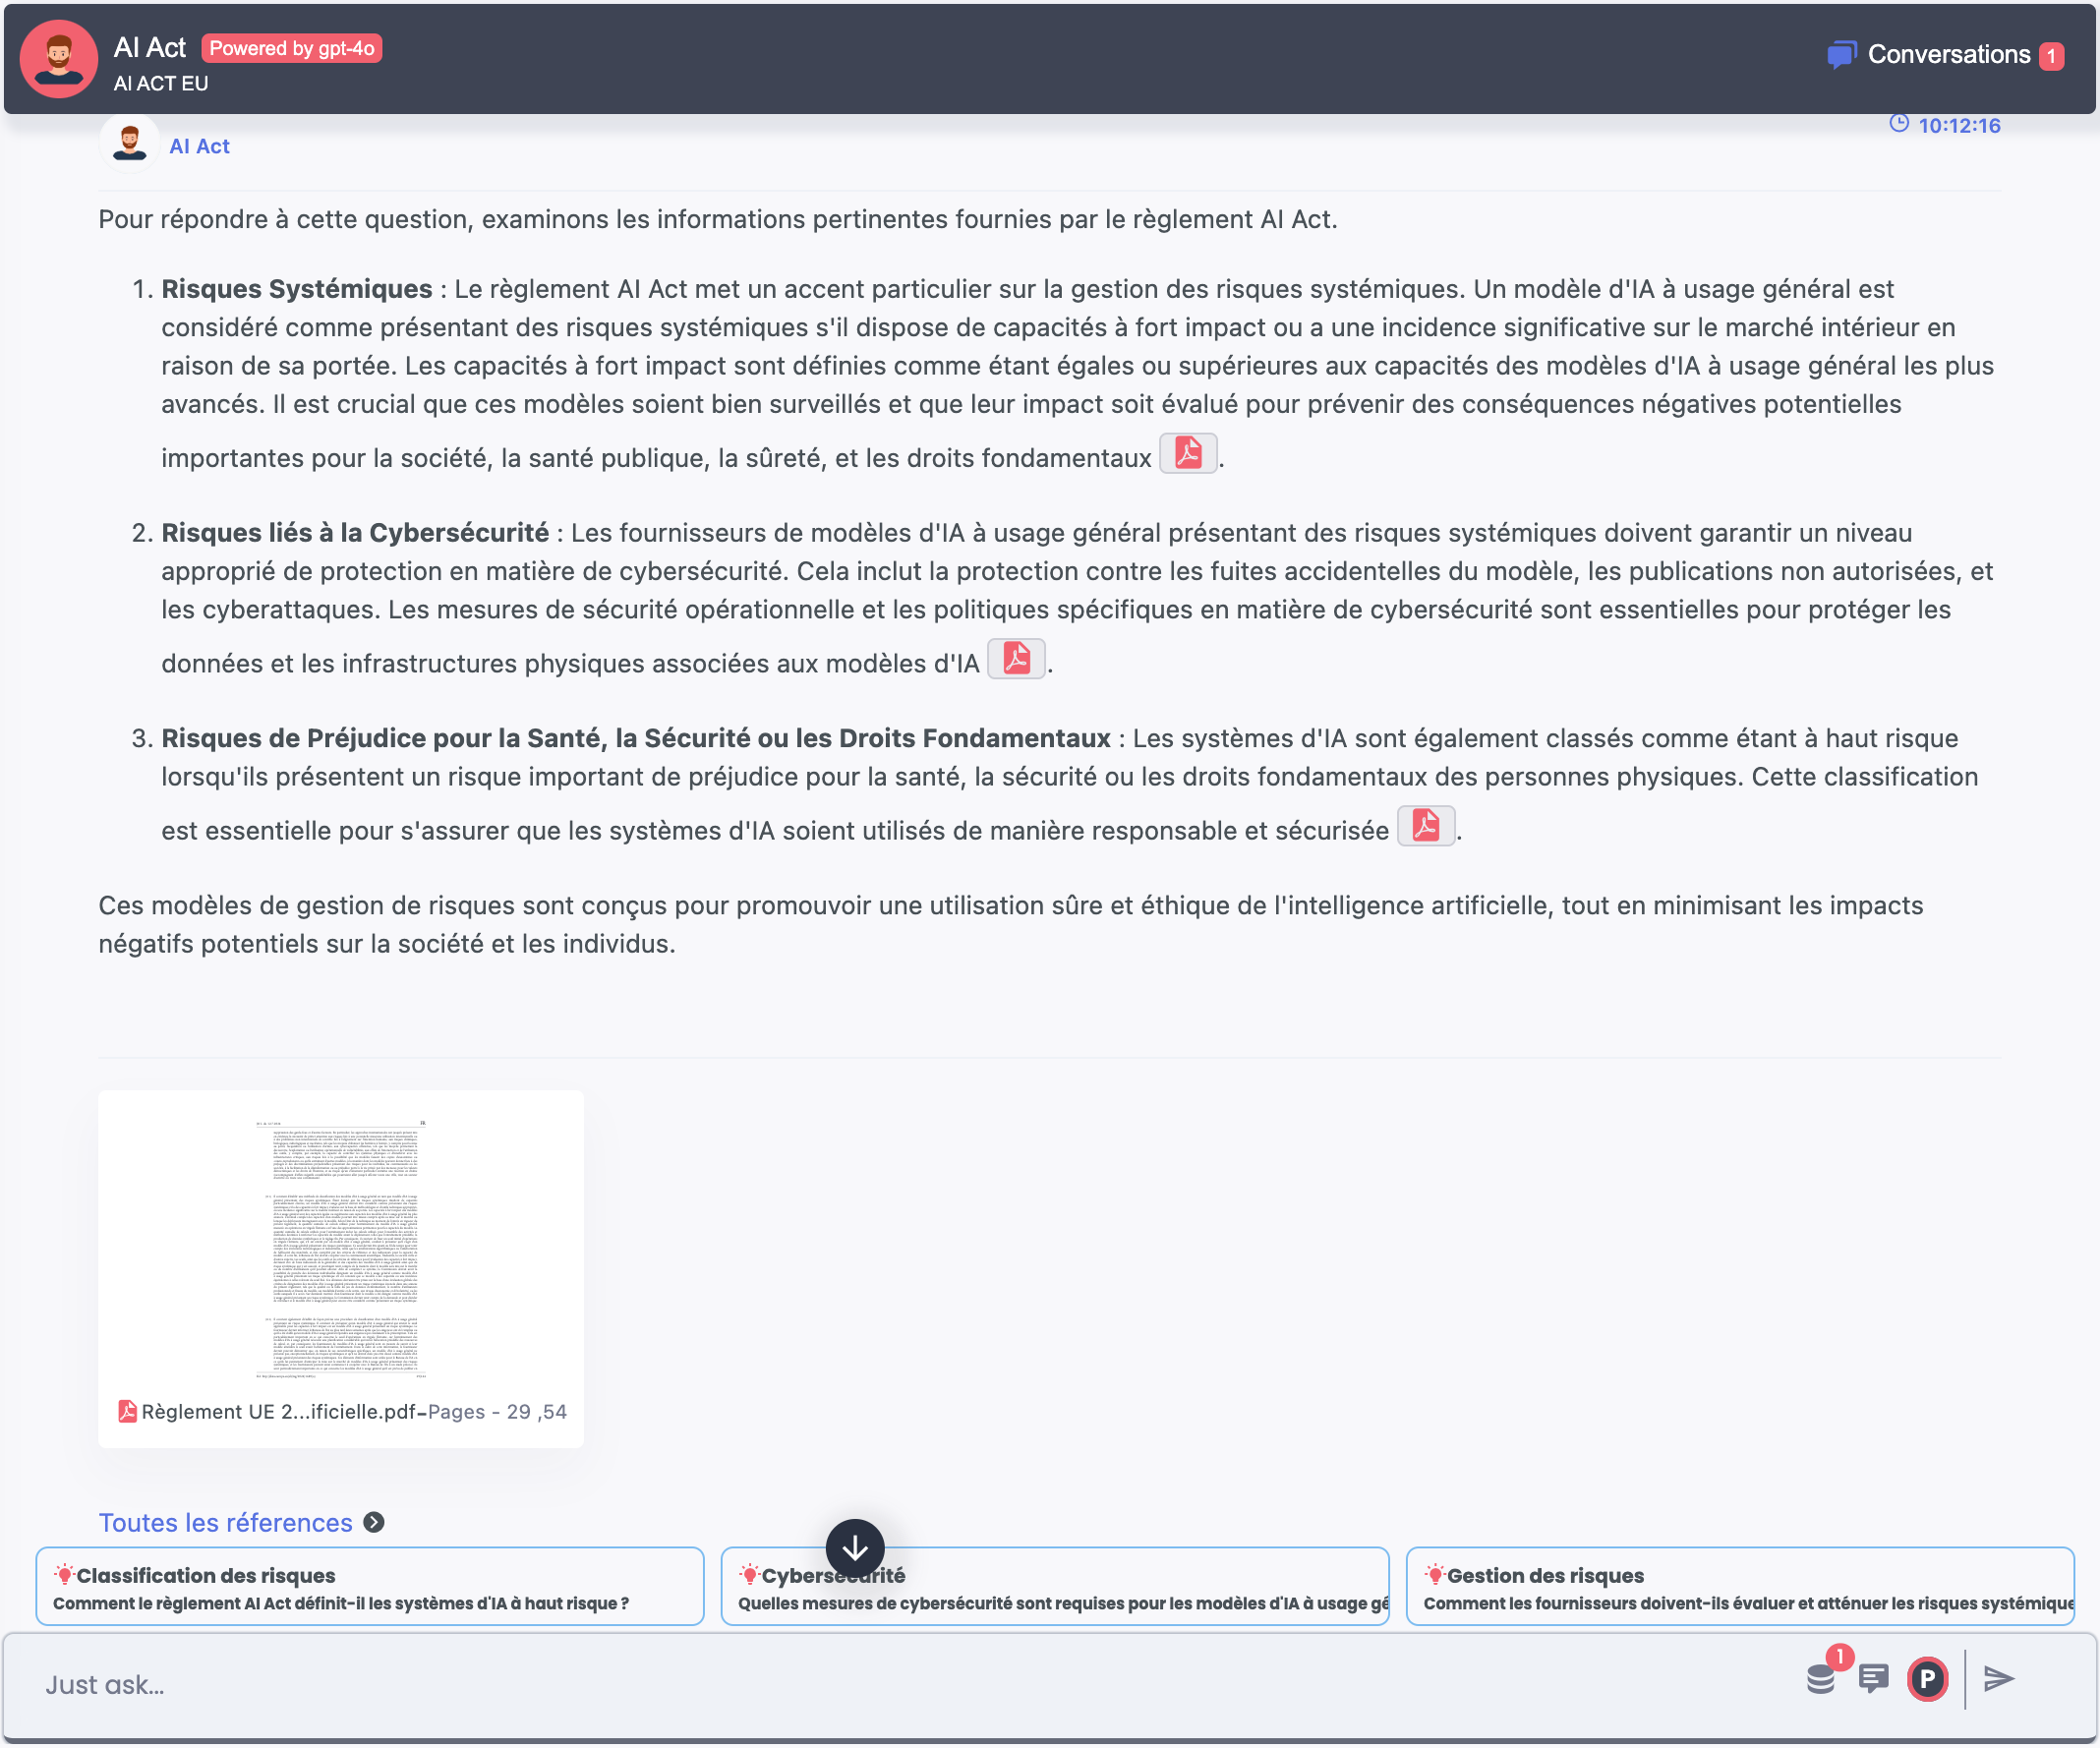 AI Act Powered by gpt-4o
AI ACT EU
Conversations 1
AI Act
10:12:16
Pour répondre à cette question, examinons les informations pertinentes fournies par le règlement AI Act.
1. Risques Systémiques : Le règlement AI Act met un accent particulier sur la gestion des risques systémiques. Un modèle d'IA à usage général est
considéré comme présentant des risques systémiques s'il dispose de capacités à fort impact ou a une incidence significative sur le marché intérieur en
raison de sa portée. Les capacités à fort impact sont définies comme étant égales ou supérieures aux capacités des modèles d'IA à usage général les plus
avancés. Il est crucial que ces modèles soient bien surveillés et que leur impact soit évalué pour prévenir des conséquences négatives potentielles
importantes pour la société, la santé publique, la sûreté, et les droits fondamentaux .
2. Risques liés à la Cybersécurité : Les fournisseurs de modèles d'IA à usage général présentant des risques systémiques doivent garantir un niveau
approprié de protection en matière de cybersécurité. Cela inclut la protection contre les fuites accidentelles du modèle, les publications non autorisées, et
les cyberattaques. Les mesures de sécurité opérationnelle et les politiques spécifiques en matière de cybersécurité sont essentielles pour protéger les
données et les infrastructures physiques associées aux modèles d'IA .
3. Risques de Préjudice pour la Santé, la Sécurité ou les Droits Fondamentaux : Les systèmes d'IA sont également classés comme étant à haut risque
lorsqu'ils présentent un risque important de préjudice pour la santé, la sécurité ou les droits fondamentaux des personnes physiques. Cette classification
est essentielle pour s'assurer que les systèmes d'IA soient utilisés de manière responsable et sécurisée .
Ces modèles de gestion de risques sont conçus pour promouvoir une utilisation sûre et éthique de l'intelligence artificielle, tout en minimisant les impacts
négatifs potentiels sur la société et les individus.
Règlement UE 2...ificielle.pdf-Pages - 29 ,54
Toutes les réferences
Classification des risques
Comment le règlement AI Act définit-il les systèmes d'IA à haut risque ?
Cybersécurité
Quelles mesures de cybersécurité sont requises pour les modèles d'IA à usage gé
Gestion des risques
Comment les fournisseurs doivent-ils évaluer et atténuer les risques systémique
Just ask...
1
P